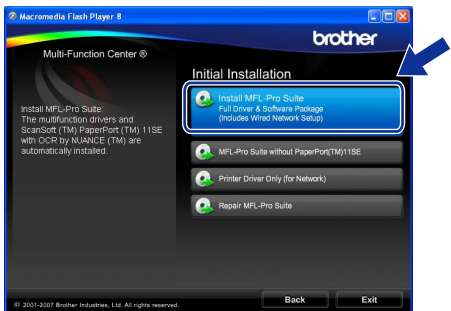 Macromedia Flash Player 8
brother
Multi-Function Center ®
Initial Installation
Install MFL-Pro Suite:
The multifunction drivers and
ScanSoft (TM) PaperPort (TM) 11SE
with OCR by NUANCE (TM) are
automatically installed.
Install MFL-Pro Suite
Full Driver & Software Package
(Includes Wired Network Setup)
MFL-Pro Suite without PaperPort(TM)11SE
Printer Driver Only (for Network)
Repair MFL-Pro Suite
Back
Exit
© 2001-2007 Brother Industries, Ltd. All rights reserved.